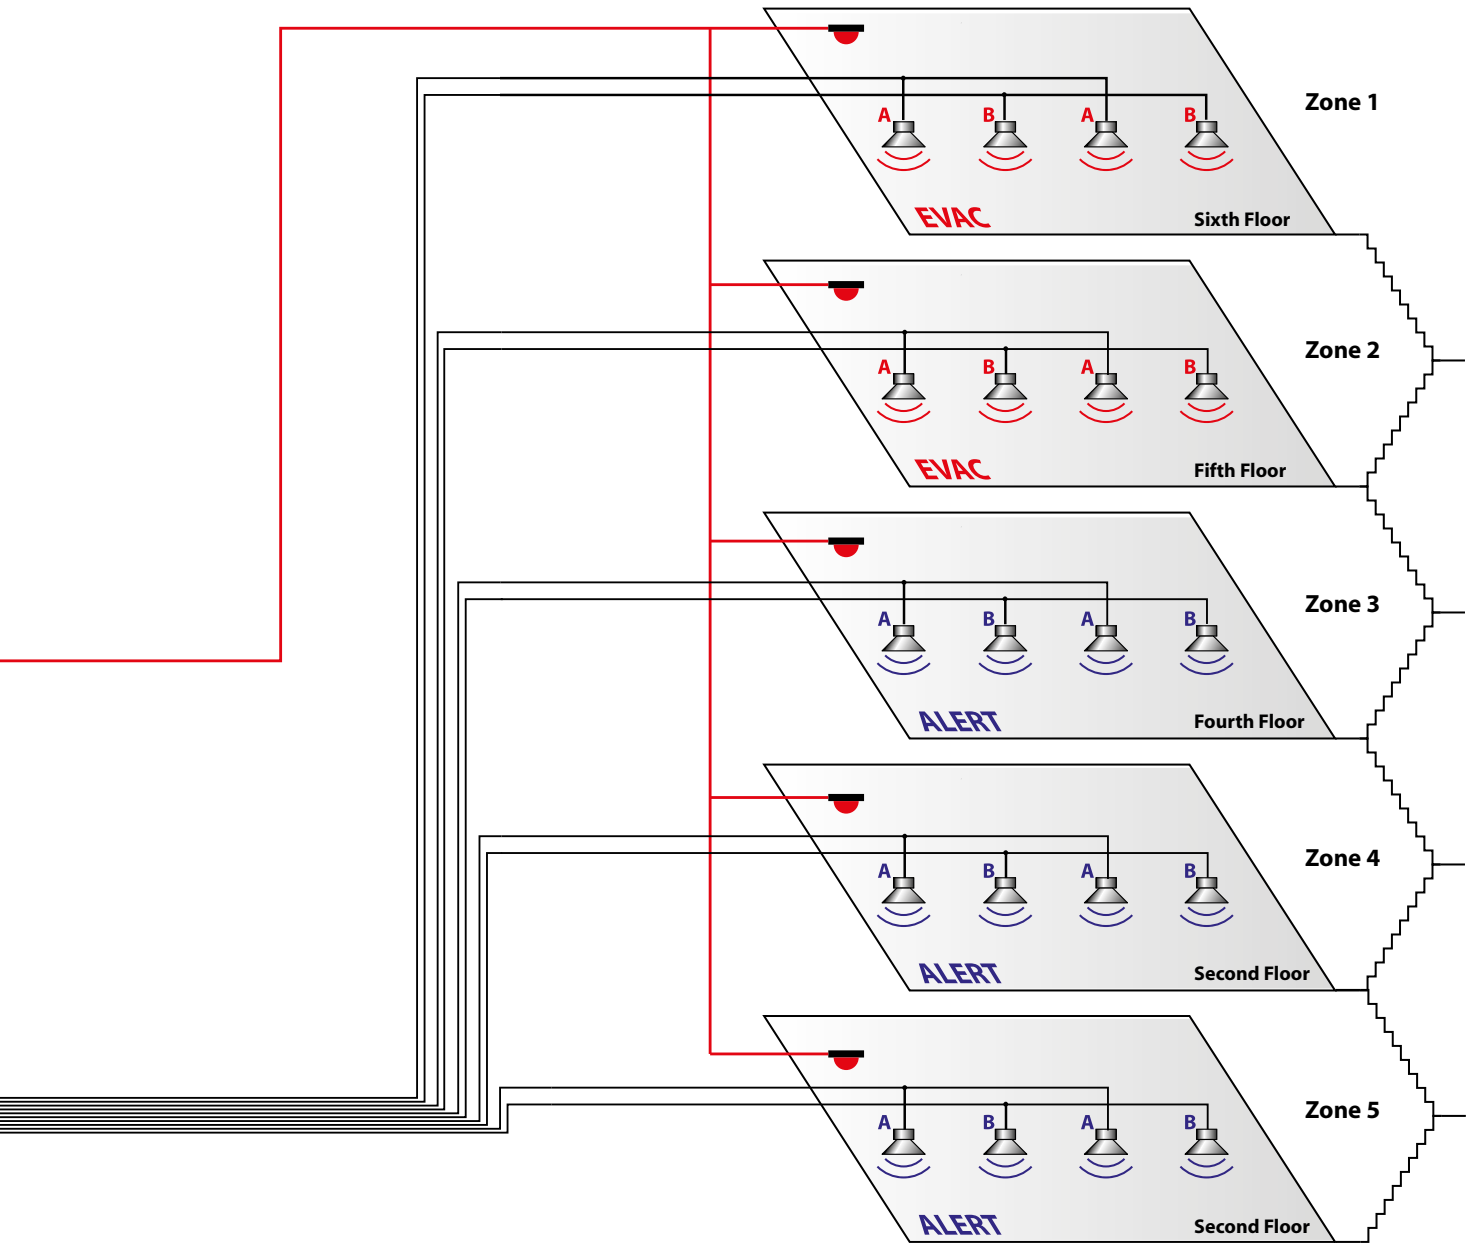 Zone 1
A B A B
EVAC
Sixth Floor
Zone 2
A B A B
EVAC
Fifth Floor
Zone 3
A B A B
ALERT
Fourth Floor
Zone 4
A B A B
ALERT
Second Floor
Zone 5
A B A B
ALERT
Second Floor